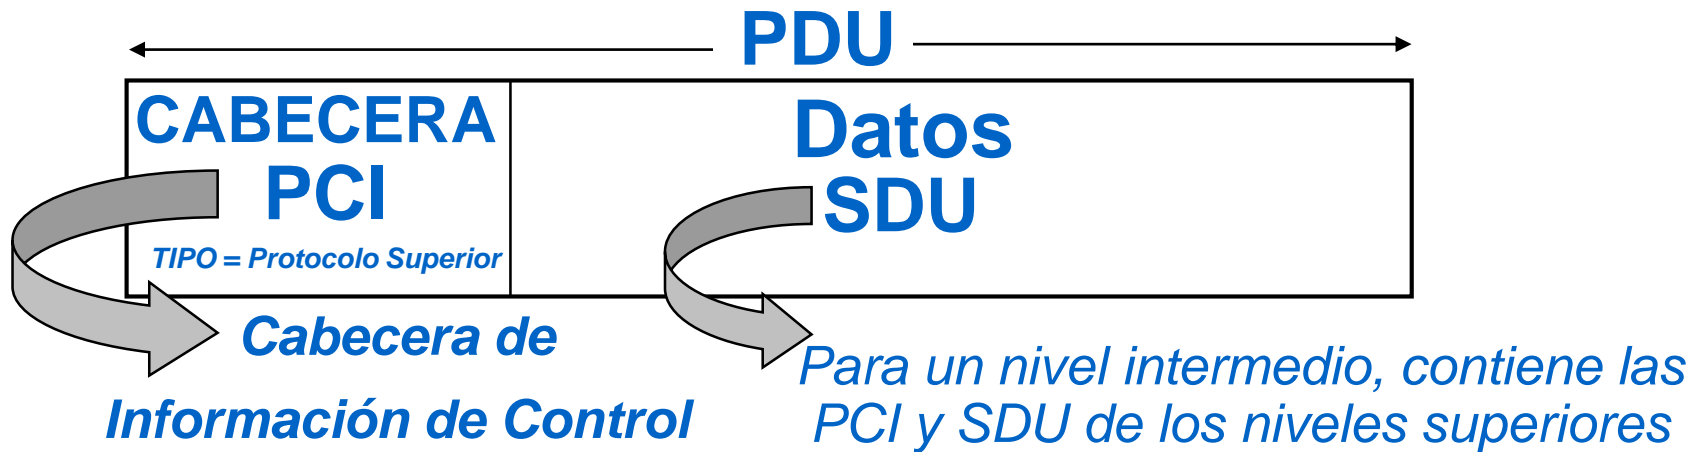 PDU
CABECERA
PCI
TIPO = Protocolo Superior
Datos
SDU
Cabecera de
Información de Control
Para un nivel intermedio, contiene las
PCI y SDU de los niveles superiores